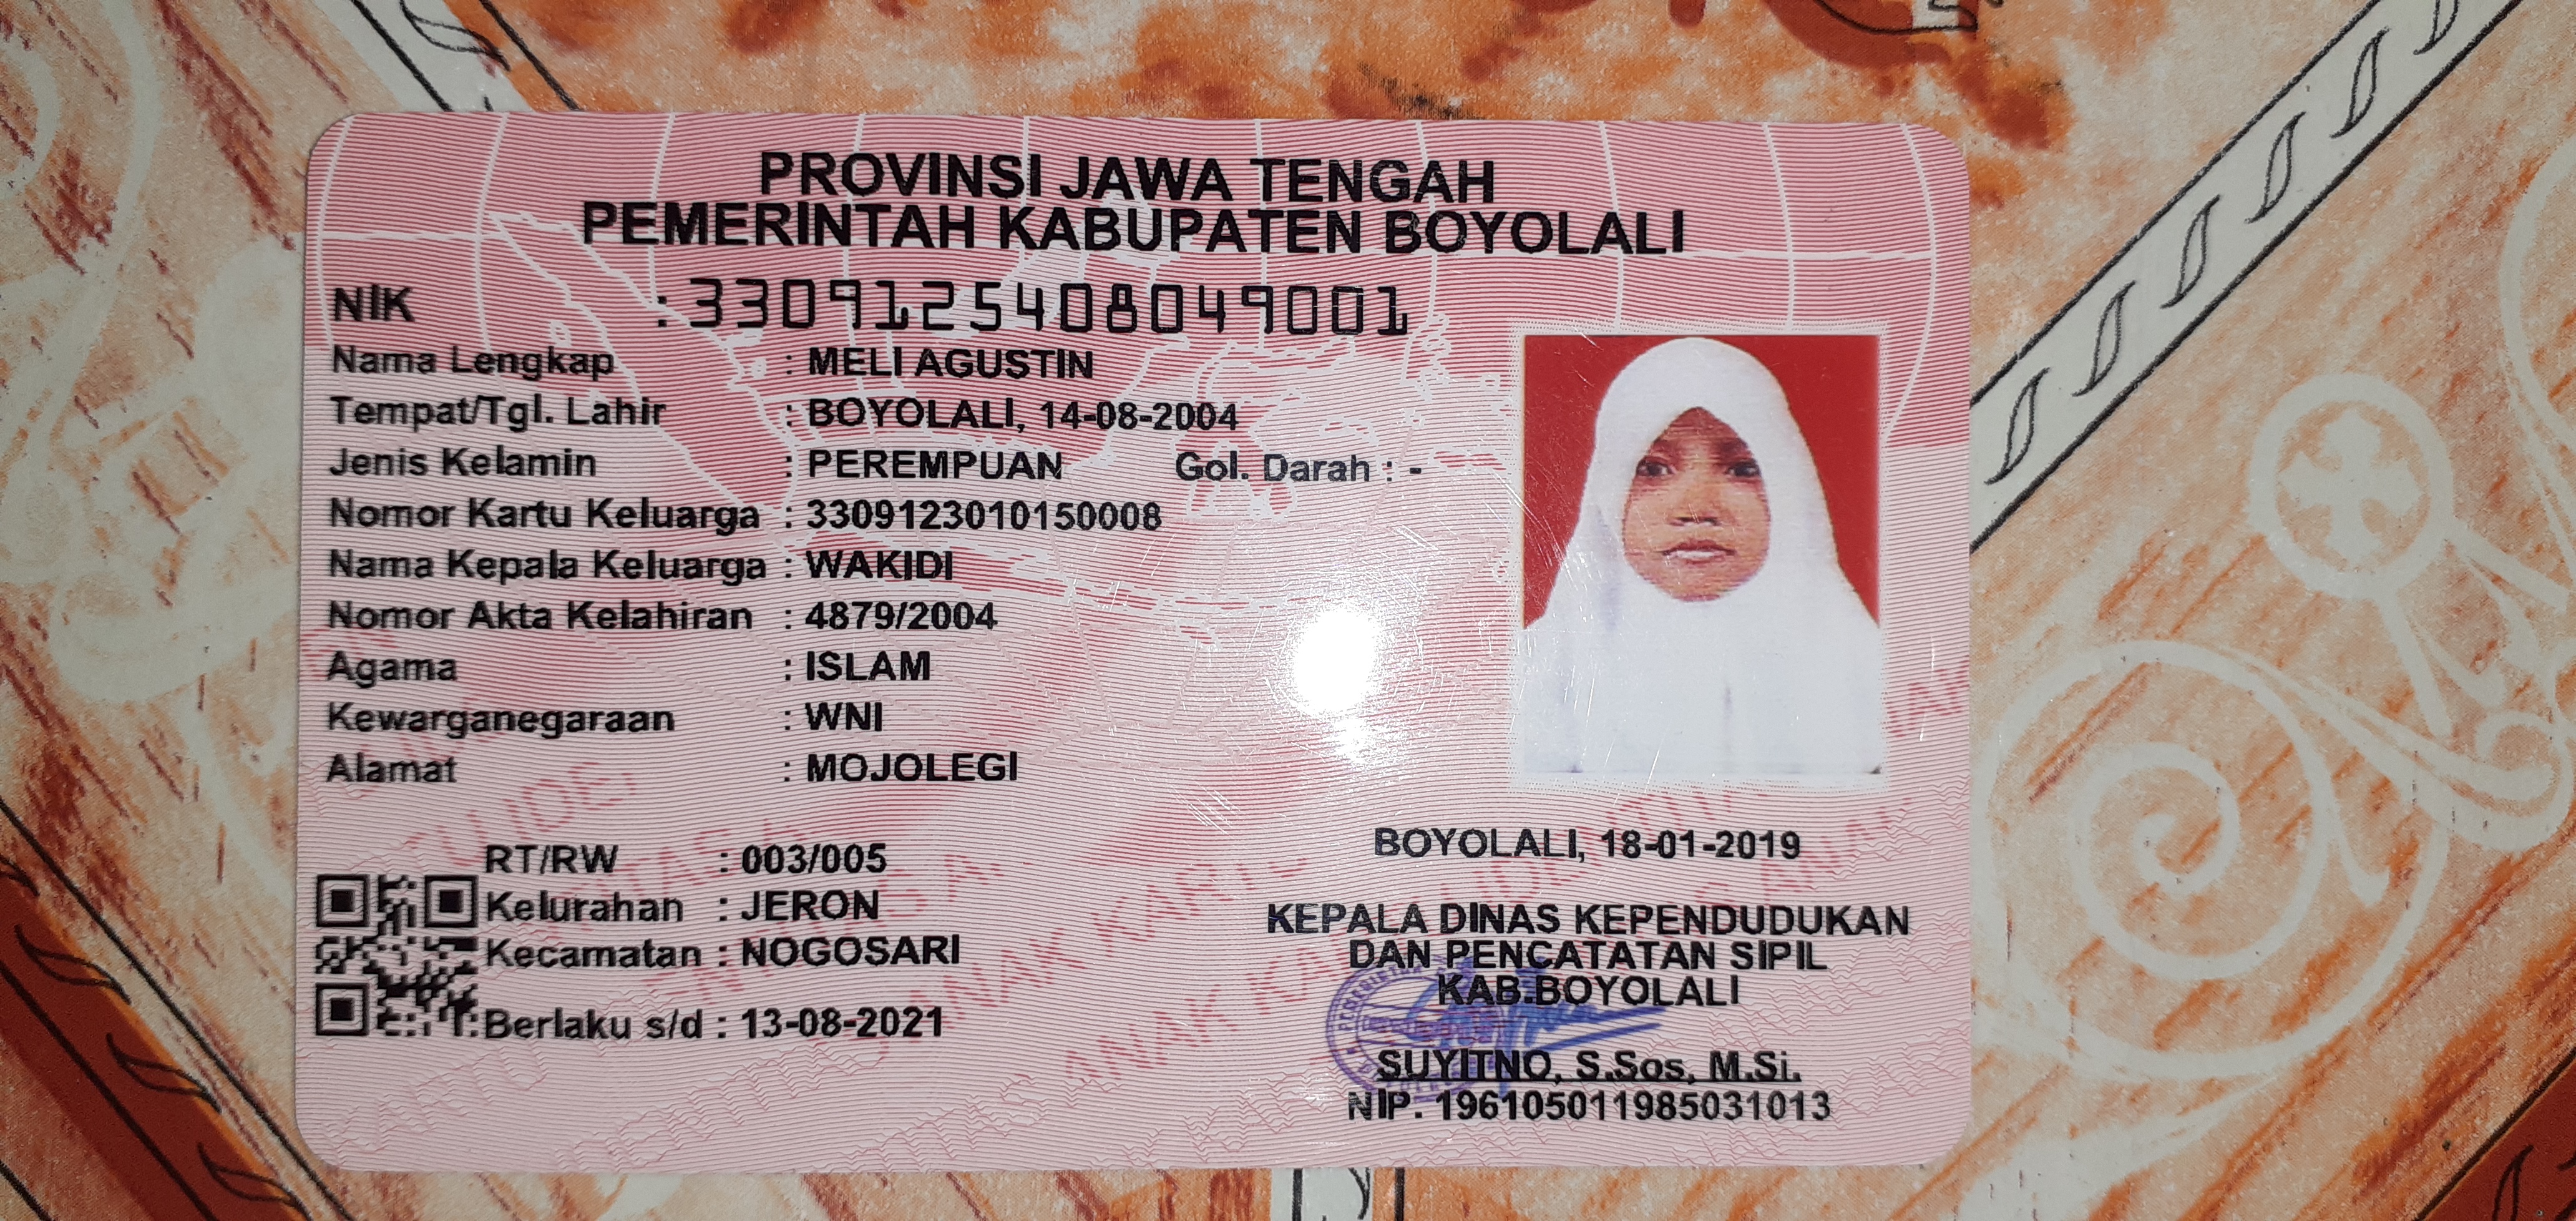 PROVINSI JAWA TENGAH
PEMERINTAH KABUPATEN BOYOLALI
NIK : 3309125408049001
Nama Lengkap : MELI AGUSTIN
Tempat/Tgl. Lahir : BOYOLALI, 14-08-2004
Jenis Kelamin : PEREMPUAN Gol. Darah : -
Nomor Kartu Keluarga : 3309123010150008
Nama Kepala Keluarga : WAKIDI
Nomor Akta Kelahiran : 4879/2004
Agama : ISLAM
Kewarganegaraan : WNI
Alamat : MOJOLEGI
RT/RW : 003/005
Kelurahan : JERON
Kecamatan : NOGOSARI
Berlaku s/d : 13-08-2021
BOYOLALI, 18-01-2019
KEPALA DINAS KEPENDUDUKAN
DAN PENCATATAN SIPIL
KAB.BOYOLALI
SUYITNO, S.Sos, M.Si.
NIP. 196105011985031013